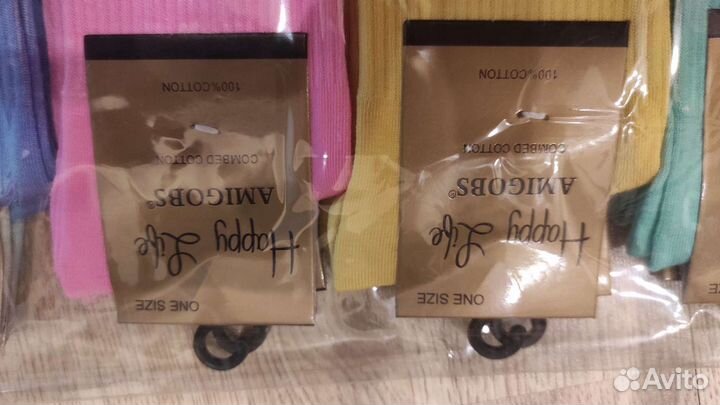 ONE SIZE
Happy
Life
AMIGOBS®
COMBED COTTON
100%COTTON
ONE SIZE
Happy
Life
AMIGOBS®
COMBED COTTON
100%COTTON
Avito